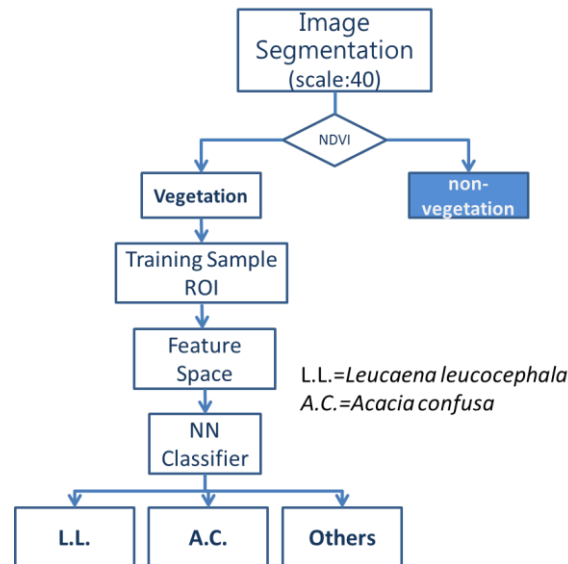 Image
Segmentation
(scale:40)
NDVI
Vegetation
non-
vegetation
Training Sample
ROI
Feature
Space
L.L.=Leucaena leucocephala
A.C.=Acacia confusa
NN
Classifier
L.L.
A.C.
Others